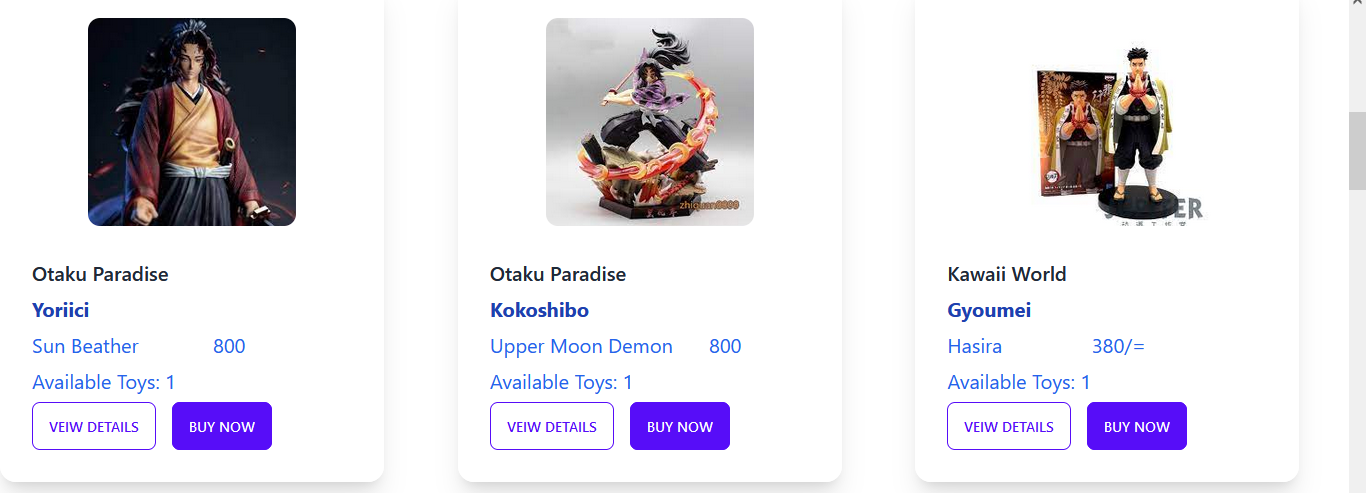 zhiquan9999
Otaku Paradise
Yoriici
Sun Beather 800
Available Toys: 1
VEIW DETAILS BUY NOW
Otaku Paradise
Kokoshibo
Upper Moon Demon 800
Available Toys: 1
VEIW DETAILS BUY NOW
Kawaii World
Gyoumei
Hasira 380/=
Available Toys: 1
VEIW DETAILS BUY NOW